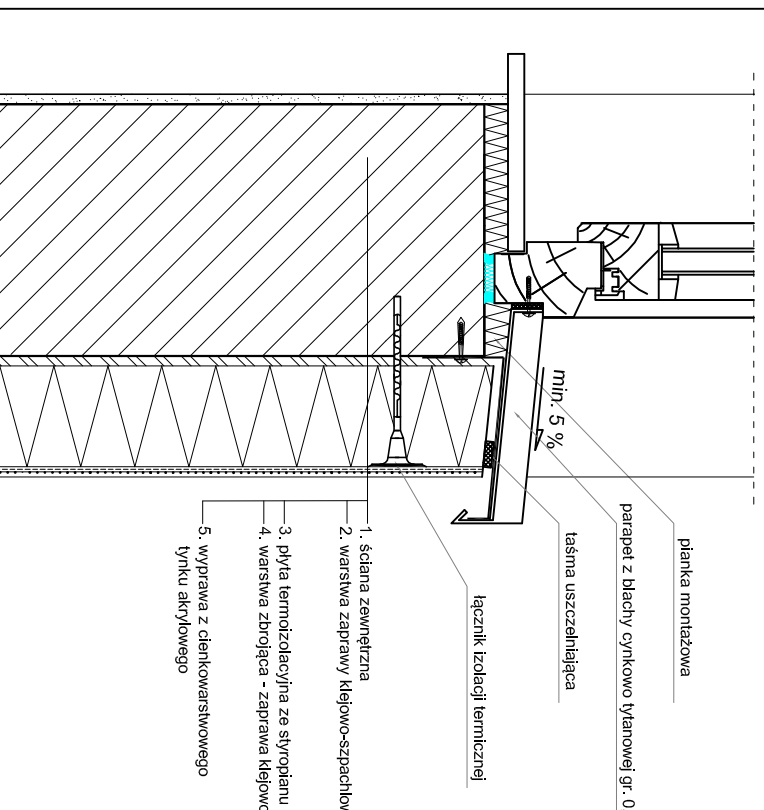 pianka montażowa
parapet z blachy cynkowo tytanowej gr. 0
min. 5 %
taśma uszczelniająca
łącznik izolacji termicznej
1. ściana zewnętrzna
2. warstwa zaprawy klejowo-szpachlow
3. płyta termoizolacyjna ze styropianu
4. warstwa zbrojąca - zaprawa klejowo
5. wyprawa z cienkowarstwowego
tynku akrylowego